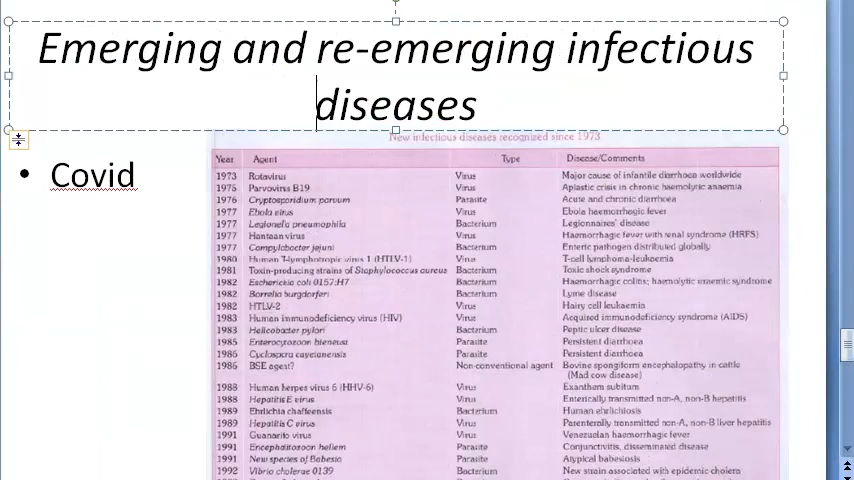 Emerging and re-emerging infectious
diseases
• Covid
New infectious diseases recognized since 1973
Year Agent Type Disease/Comments
1973 Rotavirus Virus Major cause of infantile diarrhoea worldwide
1975 Parvovirus B19 Virus Aplastic crisis in chronic haemolytic anaemia
1976 Cryptosporidium parvum Parasite Acute and chronic diarrhoea
1977 Ebola virus Virus Ebola haemorrhagic fever
1977 Legionella pneumophila Bacterium Legionnaires' disease
1977 Hantaan virus Virus Haemorrhagic fever with renal syndrome (HRFS)
1977 Campylobacter jejuni Bacterium Enteric pathogen distributed globally
1980 Human T-lymphotropic virus 1 (HTLV-1) Virus T-cell lymphoma-leukaemia
1981 Toxin-producing strains of Staphylococcus aureus Bacterium Toxic shock syndrome
1982 Escherichia coli 0157:H7 Bacterium Haemorrhagic colitis; haemolytic uraemic syndrome
1982 Borrelia burgdorferi Bacterium Lyme disease
1982 HTLV-2 Virus Hairy cell leukaemia
1983 Human immunodeficiency virus (HIV) Virus Acquired immunodeficiency syndrome (AIDS)
1983 Helicobacter pylori Bacterium Peptic ulcer disease
1985 Enterocytozoon bieneusi Parasite Persistent diarrhoea
1986 Cyclospora cayetanensis Parasite Persistent diarrhoea
1986 BSE agent? Non-conventional agent Bovine spongiform encephalopathy in cattle
(Mad cow disease)
1988 Human herpes virus 6 (HHV-6) Virus Exanthem subitum
1988 Hepatitis E virus Virus Enterically transmitted non-A, non-B hepatitis
1989 Ehrlichia chaffeensis Bacterium Human ehrlichiosis
1989 Hepatitis C virus Virus Parenterally transmitted non-A, non-B liver hepatitis
1991 Guanarito virus Virus Venezuelan haemorrhagic fever
1991 Encephalitozoon hellem Parasite Conjunctivitis, disseminated disease
1991 New species of Babesia Parasite Atypical babesiosis
1992 Vibrio cholerae 0139 Bacterium New strain associated with epidemic cholera